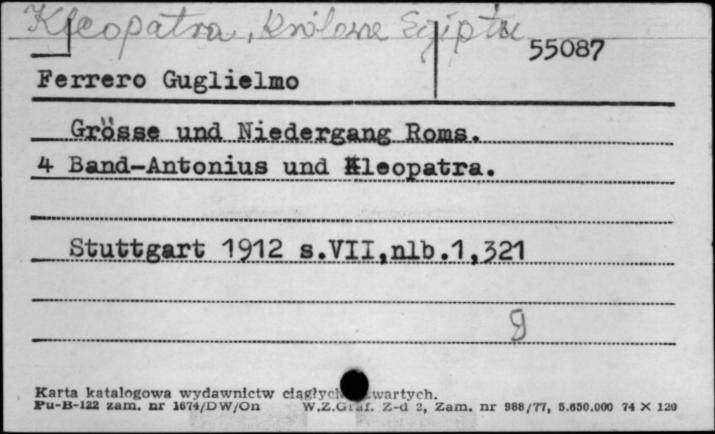 Kleopatra, królowa Egiptu
55087
Ferrero Guglielmo
Grösse und Niedergang Roms.
4 Band-Antonius und Kleopatra.
Stuttgart 1912 s.VII,nlb.1,321
g
Karta katalogowa wydawnictw ciągłych wartych.
Pu-B-122 zam. nr 1674/DW/On W.Z.Graf. Z-d 2, Zam. nr 988/77, 5.650.000 74 X 120